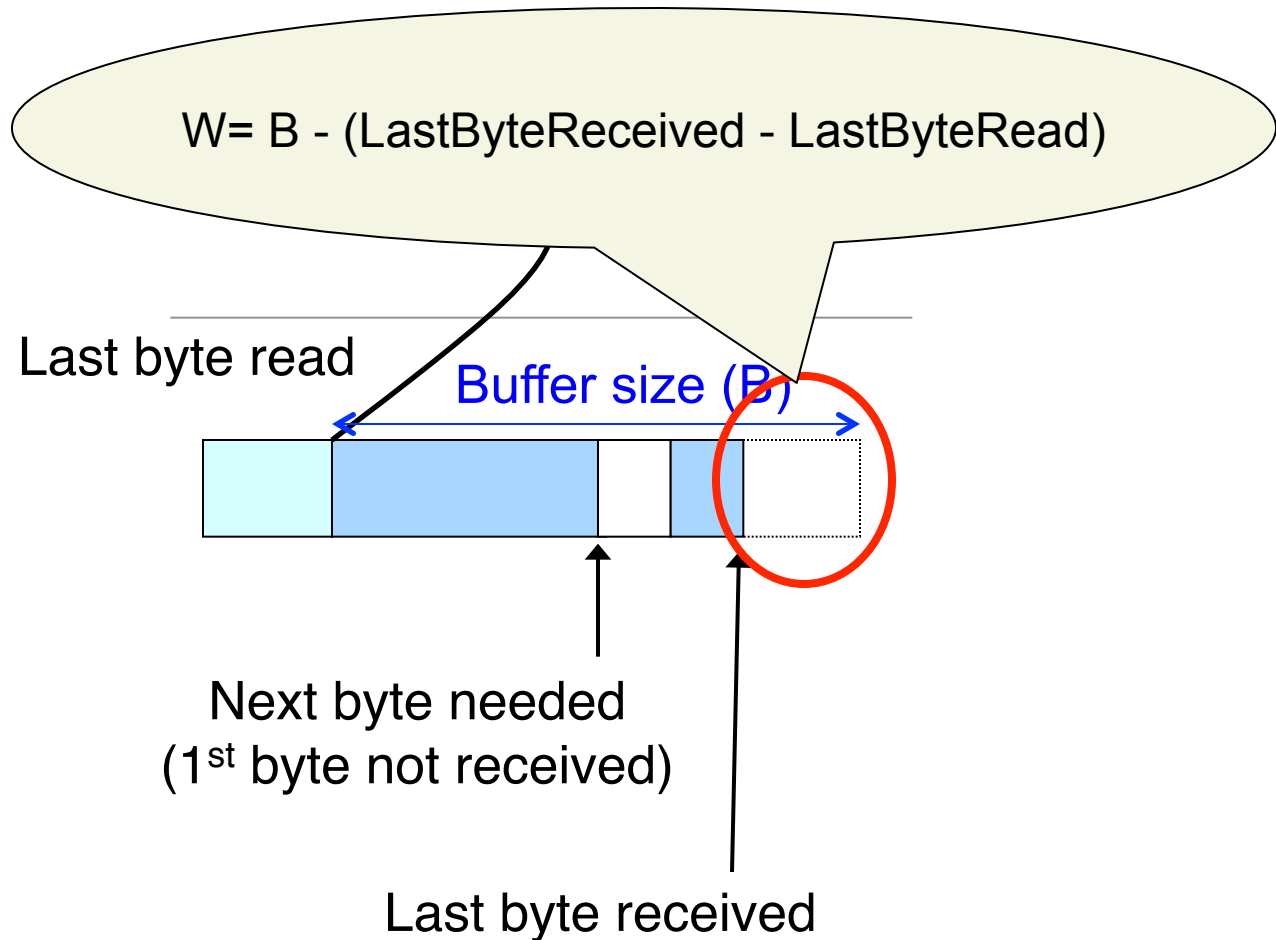 W= B - (LastByteReceived - LastByteRead)
Last byte read
Buffer size (B)
Next byte needed
(1st byte not received)
Last byte received